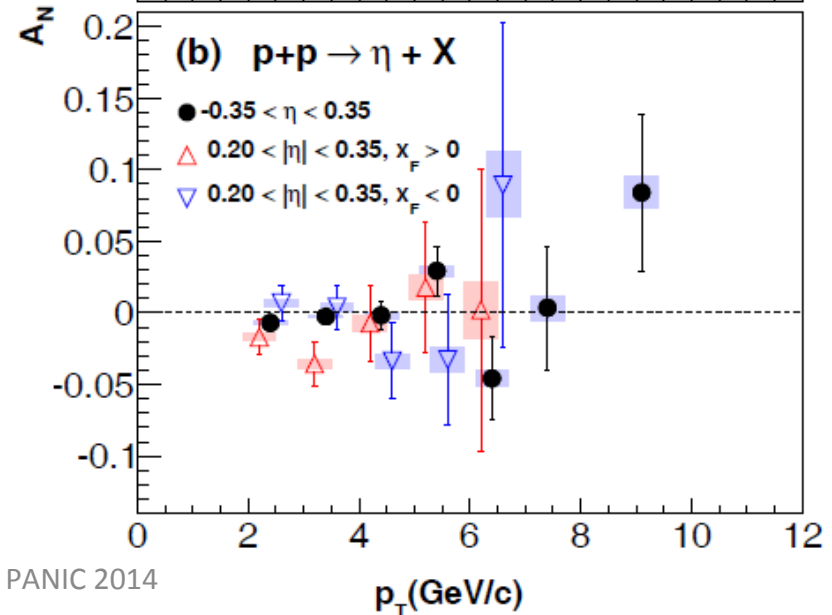 A_N
0.2
(b) p+p → η + X
0.15
-0.35 < η < 0.35
0.20 < |η| < 0.35, x_F > 0
0.1
0.20 < |η| < 0.35, x_F < 0
0.05
0
-0.05
-0.1
0 2 4 6 8 10 12
PANIC 2014
p_T(GeV/c)